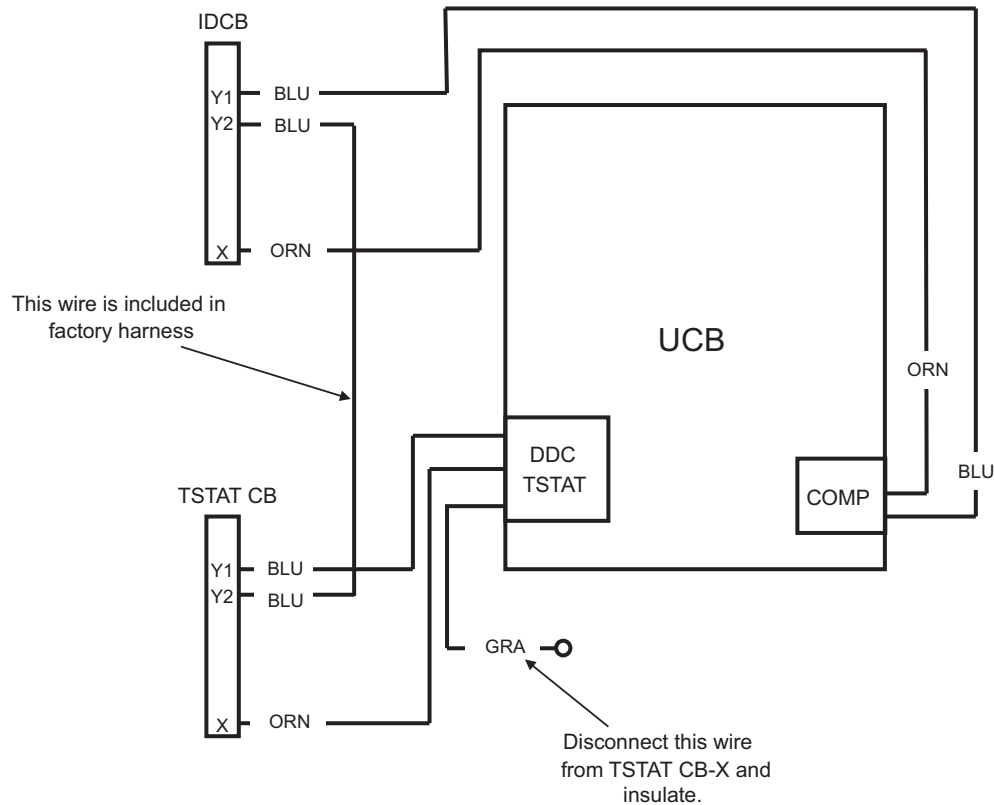 IDCB
Y1 BLU
Y2 BLU
X ORN
This wire is included in
factory harness
UCB
ORN
BLU
DDC
TSTAT
COMP
TSTAT CB
Y1 BLU
Y2 BLU
GRA
X ORN
Disconnect this wire
from TSTAT CB-X and
insulate.